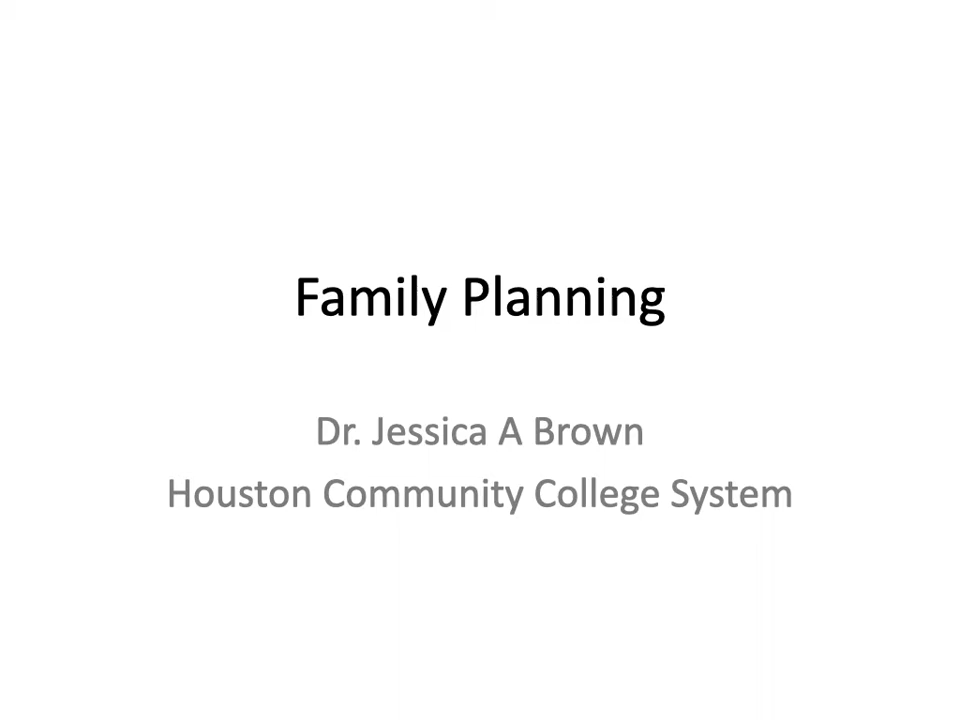 Family Planning
Dr. Jessica A Brown
Houston Community College System